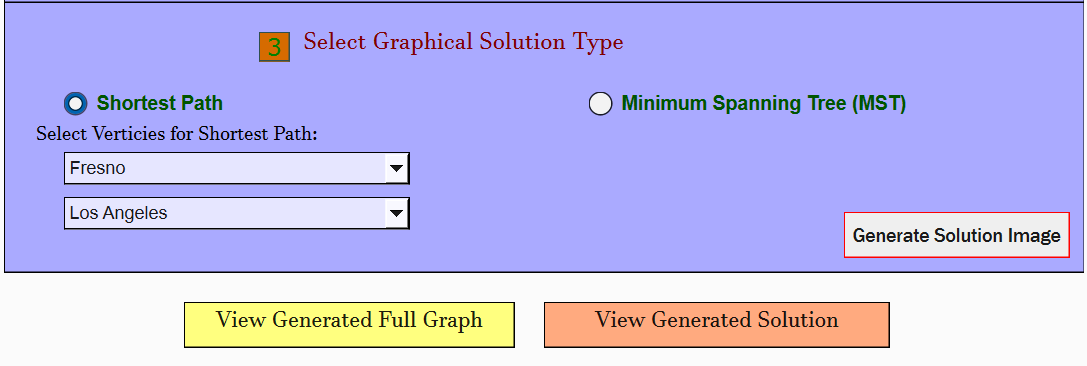 3 Select Graphical Solution Type
Shortest Path
Minimum Spanning Tree (MST)
Select Verticies for Shortest Path:
Fresno
Los Angeles
Generate Solution Image
View Generated Full Graph
View Generated Solution